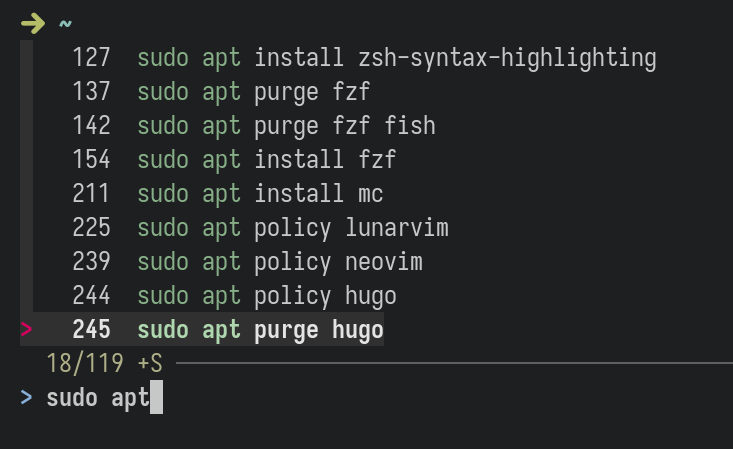 ➜ ~
127 sudo apt install zsh-syntax-highlighting
137 sudo apt purge fzf
142 sudo apt purge fzf fish
154 sudo apt install fzf
211 sudo apt install mc
225 sudo apt policy lunarvim
239 sudo apt policy neovim
244 sudo apt policy hugo
> 245 sudo apt purge hugo
18/119 +S
> sudo apt